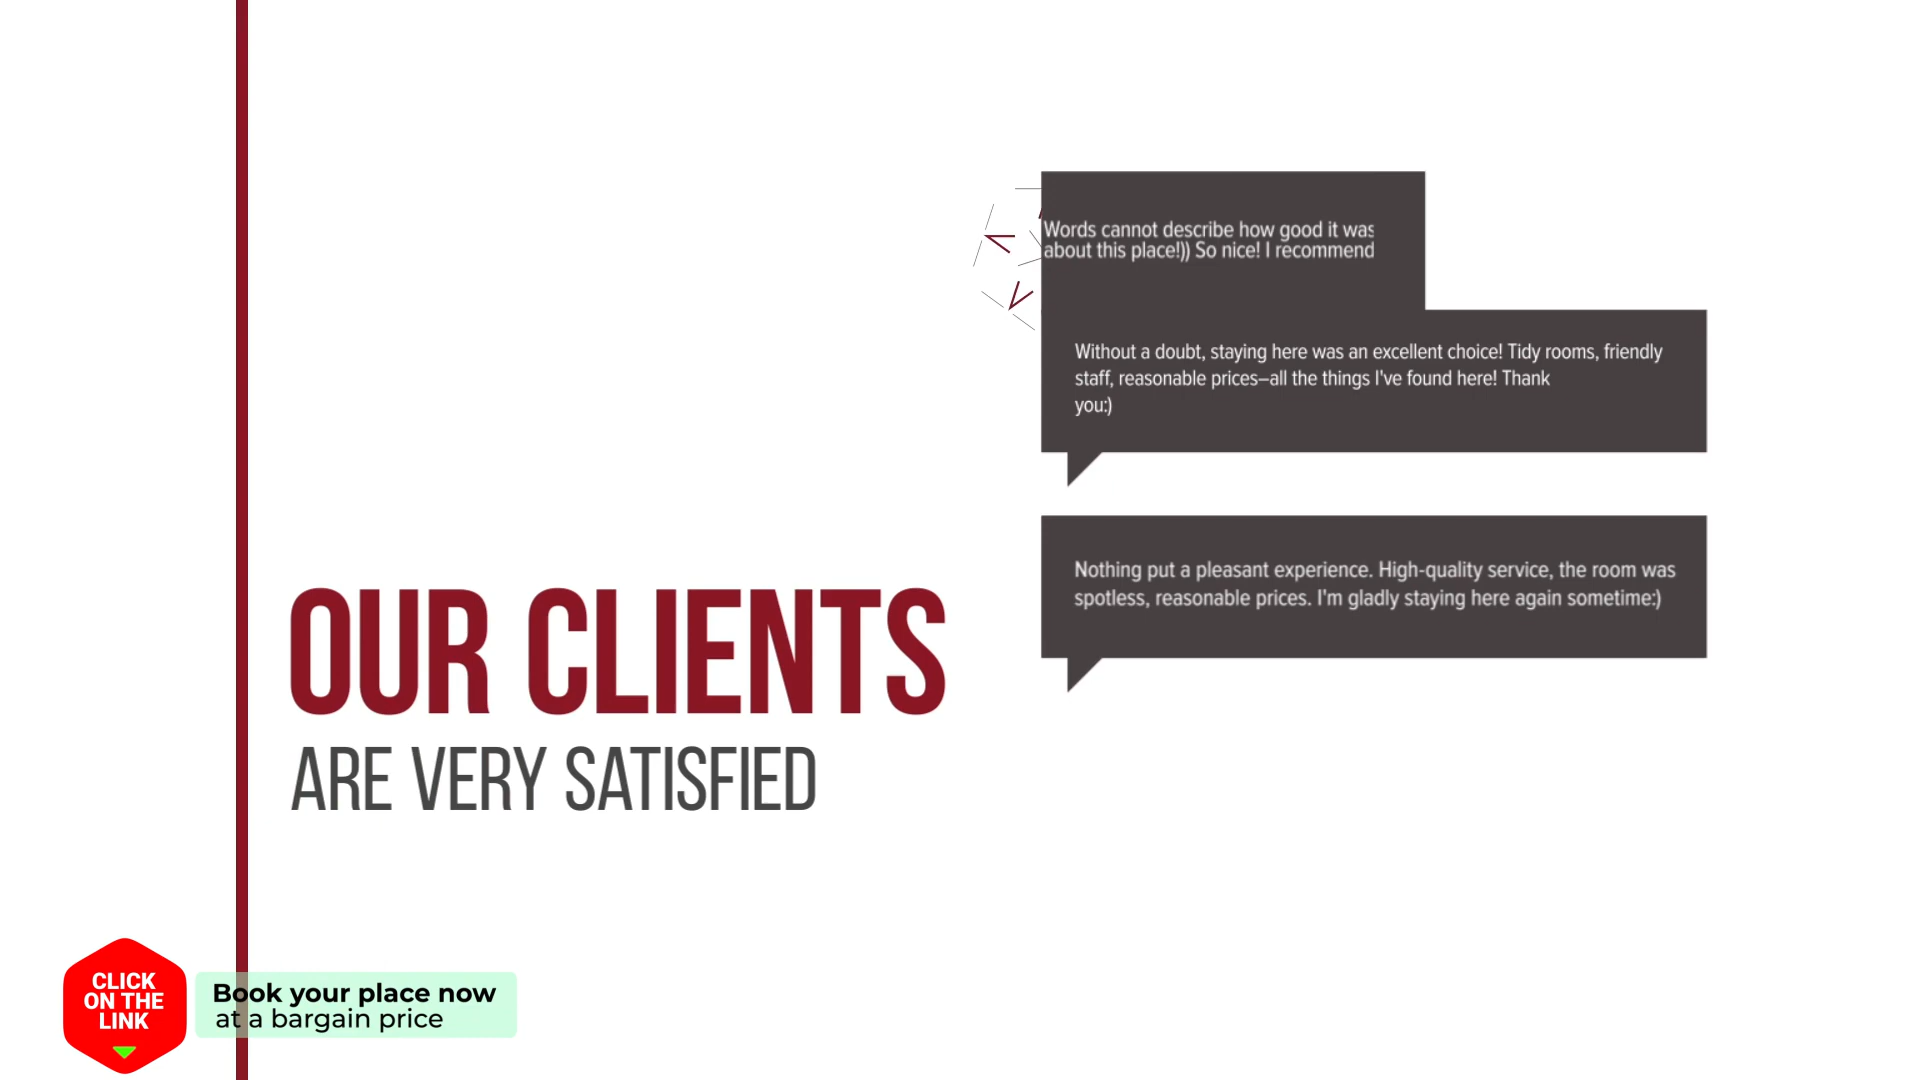 Words cannot describe how good it was
about this place!)) So nice! I recommend
Without a doubt, staying here was an excellent choice! Tidy rooms, friendly
staff, reasonable prices–all the things I've found here! Thank
you:)
Nothing put a pleasant experience. High-quality service, the room was
spotless, reasonable prices. I'm gladly staying here again sometime:)
OUR CLIENTS
ARE VERY SATISFIED
CLICK
ON THE
LINK
Book your place now
at a bargain price